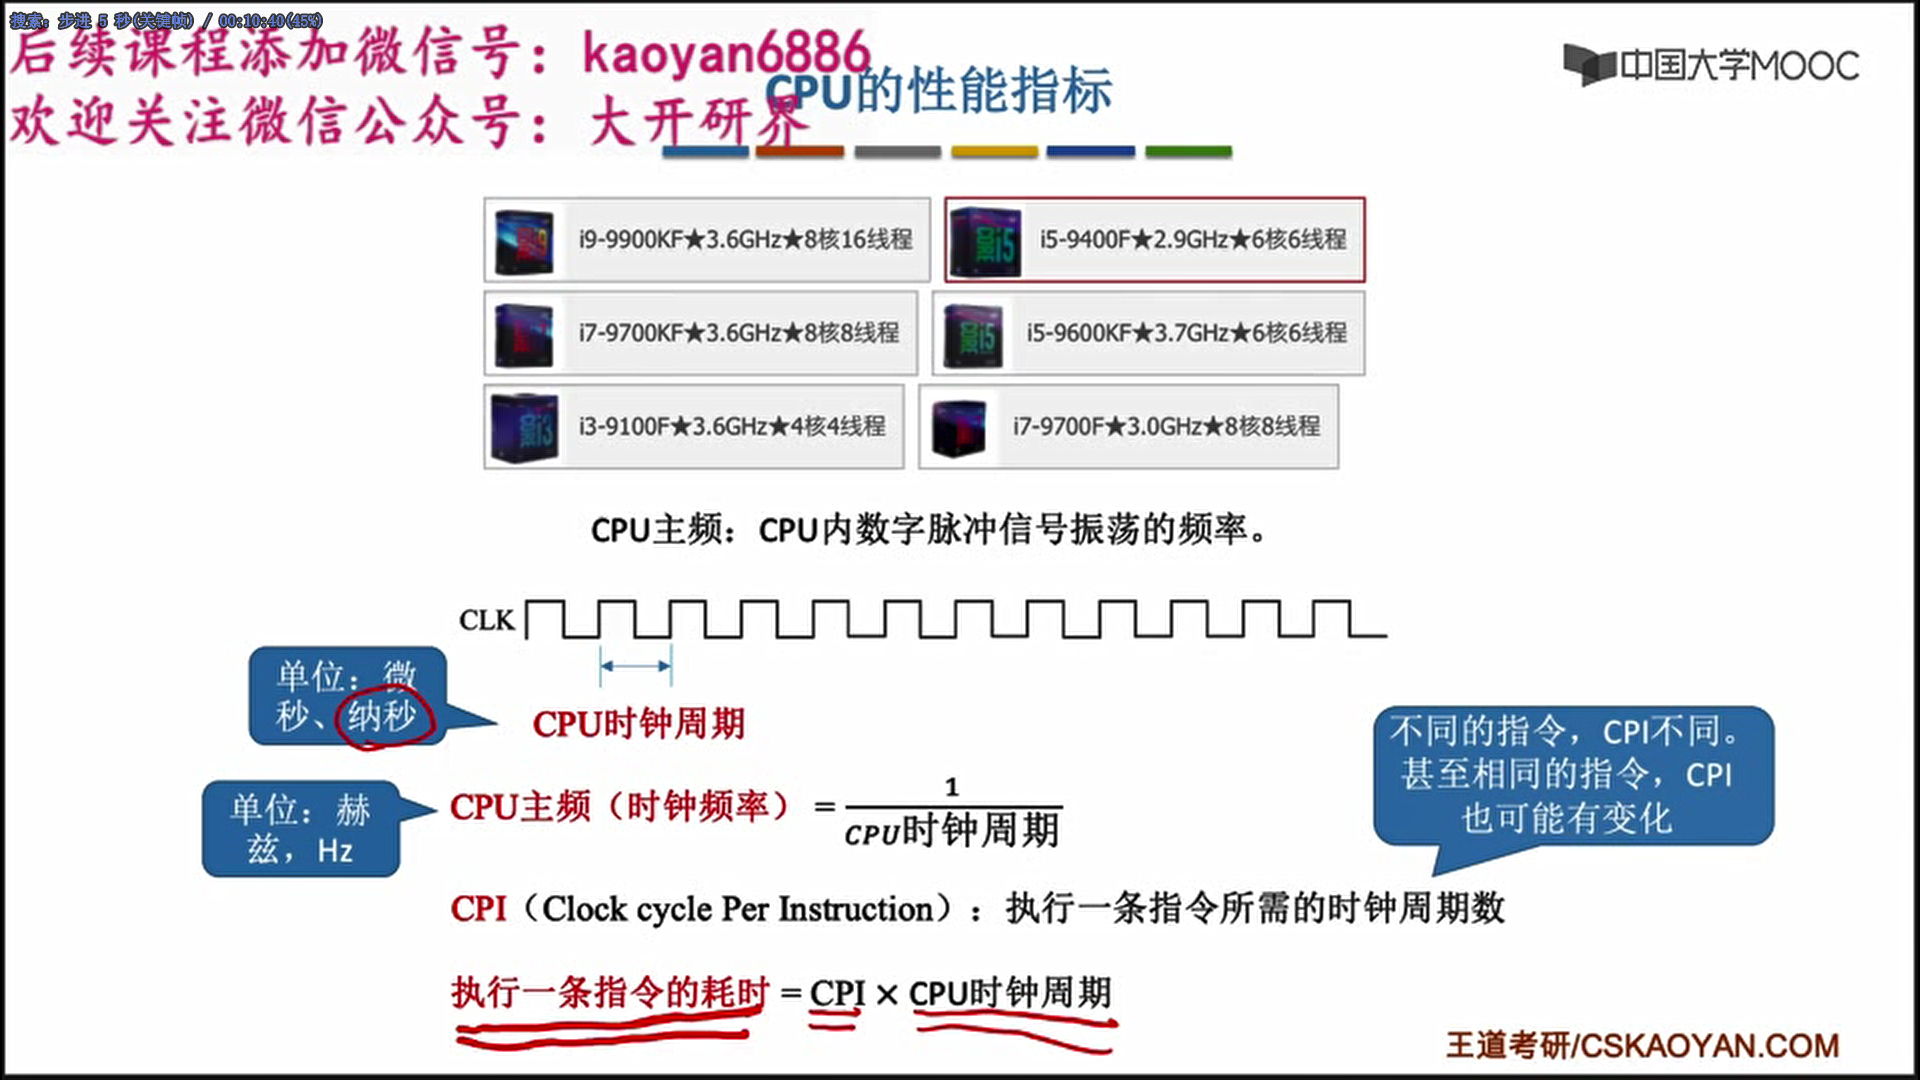 搜索: 步进 5 秒(关键帧) / 00:10:40(45%)
后续课程添加微信号：kaoyan6886
欢迎关注微信公众号：大开研界
中国大学MOOC
CPU的性能指标
i9-9900KF★3.6GHz★8核16线程
i5-9400F★2.9GHz★6核6线程
i7-9700KF★3.6GHz★8核8线程
i5-9600KF★3.7GHz★6核6线程
i3-9100F★3.6GHz★4核4线程
i7-9700F★3.0GHz★8核8线程
CPU主频：CPU内数字脉冲信号振荡的频率。
CLK
单位：微
秒、纳秒
CPU时钟周期
单位：赫
兹，Hz
CPU主频（时钟频率） = 1
CPU时钟周期
不同的指令，CPI不同。
甚至相同的指令，CPI
也可能有变化
CPI（Clock cycle Per Instruction）：执行一条指令所需的时钟周期数
执行一条指令的耗时 = CPI × CPU时钟周期
王道考研/CSKAOYAN.COM